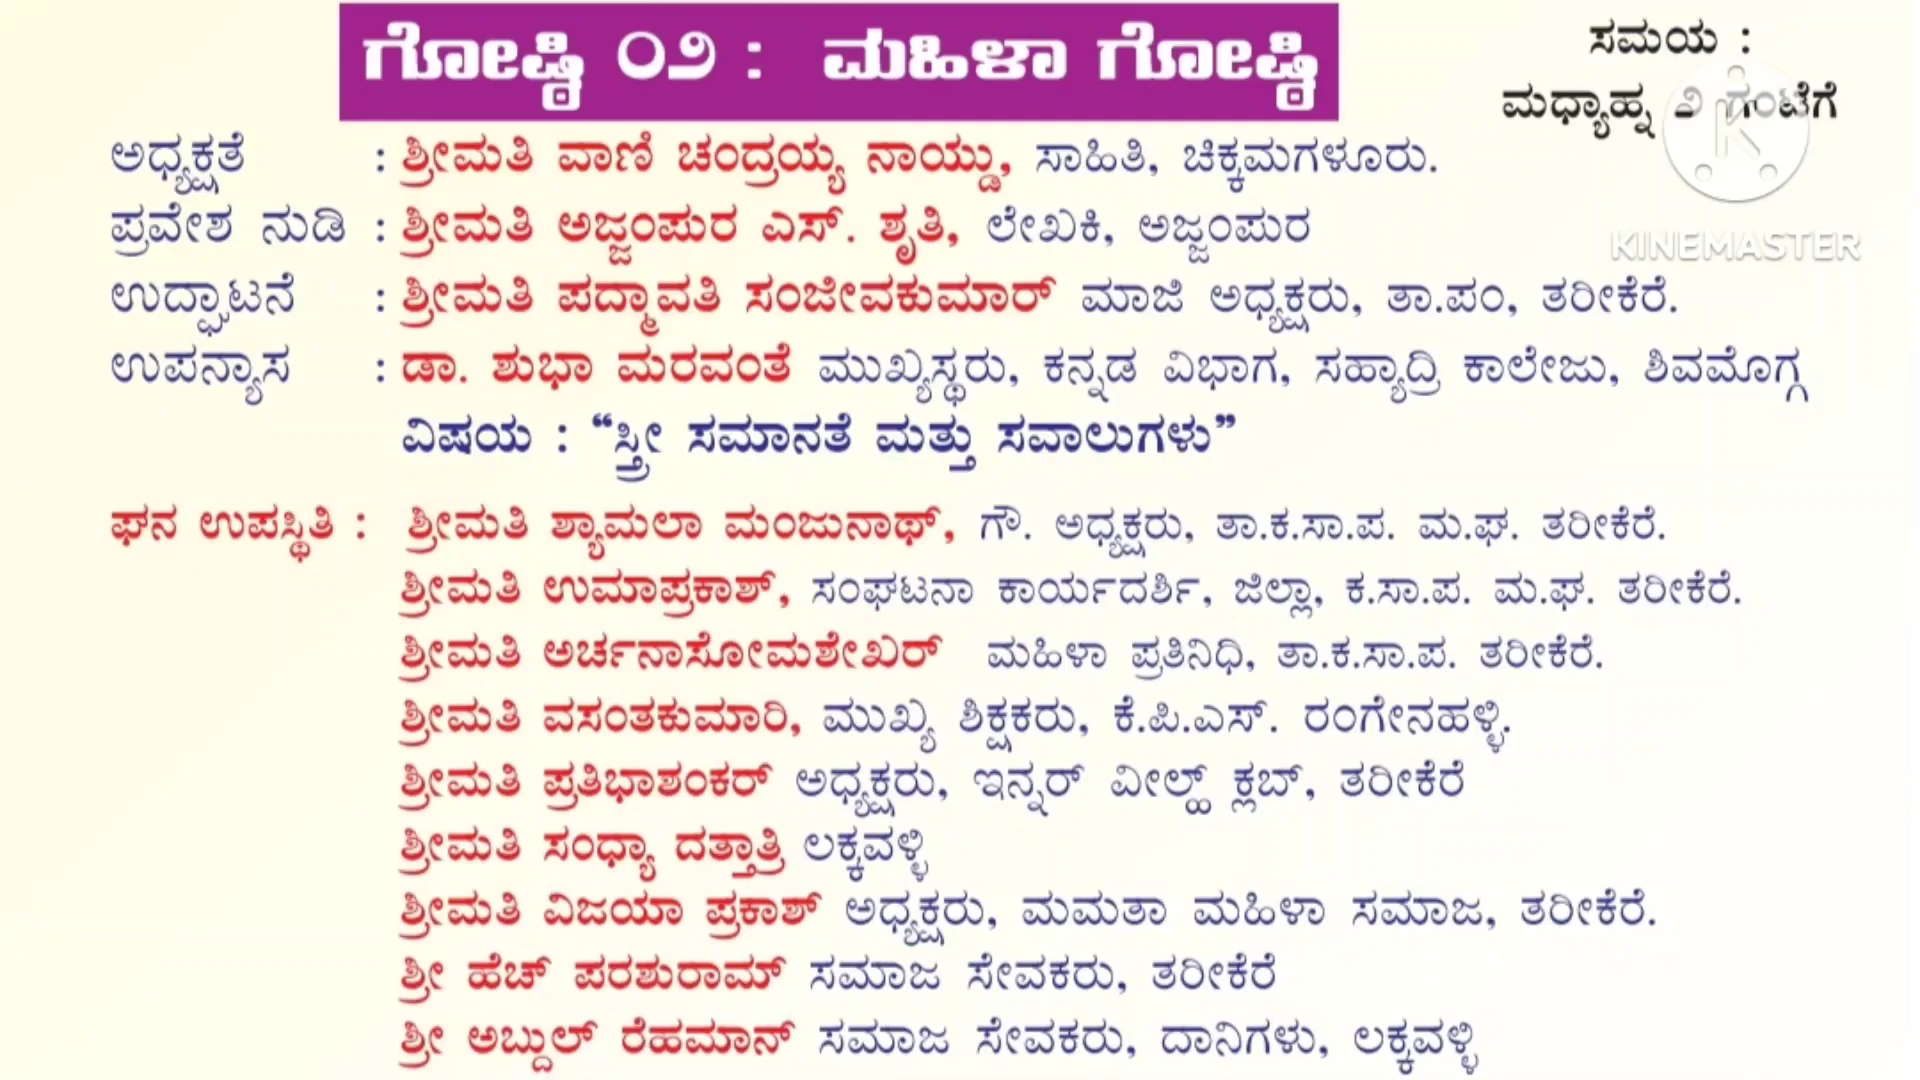 ಗೋಷ್ಠಿ ೦೨ : ಮಹಿಳಾ ಗೋಷ್ಠಿ
ಸಮಯ :
ಮಧ್ಯಾಹ್ನ ಗಂಟೆಗೆ
ಅಧ್ಯಕ್ಷತೆ : ಶ್ರೀಮತಿ ವಾಣಿ ಚಂದ್ರಯ್ಯ ನಾಯ್ಡು, ಸಾಹಿತಿ, ಚಿಕ್ಕಮಗಳೂರು.
ಪ್ರವೇಶ ನುಡಿ : ಶ್ರೀಮತಿ ಅಜ್ಜಂಪುರ ಎಸ್. ಶೃತಿ, ಲೇಖಕಿ, ಅಜ್ಜಂಪುರ
KINEMASTER
ಉದ್ಘಾಟನೆ : ಶ್ರೀಮತಿ ಪದ್ಮಾವತಿ ಸಂಜೀವಕುಮಾರ್ ಮಾಜಿ ಅಧ್ಯಕ್ಷರು, ತಾ.ಪಂ, ತರೀಕೆರೆ.
ಉಪನ್ಯಾಸ : ಡಾ. ಶುಭಾ ಮರವಂತೆ ಮುಖ್ಯಸ್ಥರು, ಕನ್ನಡ ವಿಭಾಗ, ಸಹ್ಯಾದ್ರಿ ಕಾಲೇಜು, ಶಿವಮೊಗ್ಗ
ವಿಷಯ : “ಸ್ತ್ರೀ ಸಮಾನತೆ ಮತ್ತು ಸವಾಲುಗಳು”
ಘನ ಉಪಸ್ಥಿತಿ : ಶ್ರೀಮತಿ ಶ್ಯಾಮಲಾ ಮಂಜುನಾಥ್, ಗೌ. ಅಧ್ಯಕ್ಷರು, ತಾ.ಕ.ಸಾ.ಪ. ಮ.ಘ. ತರೀಕೆರೆ.
ಶ್ರೀಮತಿ ಉಮಾಪ್ರಕಾಶ್, ಸಂಘಟನಾ ಕಾರ್ಯದರ್ಶಿ, ಜಿಲ್ಲಾ, ಕ.ಸಾ.ಪ. ಮ.ಘ. ತರೀಕೆರೆ.
ಶ್ರೀಮತಿ ಅರ್ಚನಾಸೋಮಶೇಖರ್ ಮಹಿಳಾ ಪ್ರತಿನಿಧಿ, ತಾ.ಕ.ಸಾ.ಪ. ತರೀಕೆರೆ.
ಶ್ರೀಮತಿ ವಸಂತಕುಮಾರಿ, ಮುಖ್ಯ ಶಿಕ್ಷಕರು, ಕೆ.ಪಿ.ಎಸ್. ರಂಗೇನಹಳ್ಳಿ.
ಶ್ರೀಮತಿ ಪ್ರತಿಭಾಶಂಕರ್ ಅಧ್ಯಕ್ಷರು, ಇನ್ನರ್ ವೀಲ್ಹ್ ಕ್ಲಬ್, ತರೀಕೆರೆ
ಶ್ರೀಮತಿ ಸಂಧ್ಯಾ ದತ್ತಾತ್ರಿ ಲಕ್ಕವಳ್ಳಿ
ಶ್ರೀಮತಿ ವಿಜಯಾ ಪ್ರಕಾಶ್ ಅಧ್ಯಕ್ಷರು, ಮಮತಾ ಮಹಿಳಾ ಸಮಾಜ, ತರೀಕೆರೆ.
ಶ್ರೀ ಹೆಚ್ ಪರಶುರಾಮ್ ಸಮಾಜ ಸೇವಕರು, ತರೀಕೆರೆ
ಶ್ರೀ ಅಬ್ದುಲ್ ರೆಹಮಾನ್ ಸಮಾಜ ಸೇವಕರು, ದಾನಿಗಳು, ಲಕ್ಕವಳ್ಳಿ